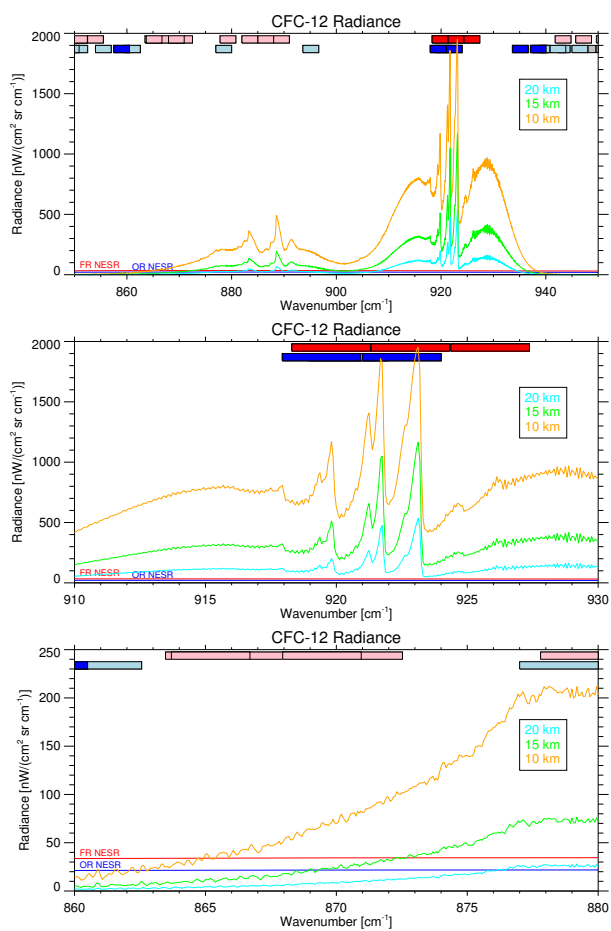 CFC-12 Radiance
2000
1500
1000
500
0
Radiance [nW/(cm² sr cm⁻¹)]
20 km
15 km
10 km
FR NESR
OR NESR
860 880 900 920 940
Wavenumber [cm⁻¹]
CFC-12 Radiance
2000
1500
1000
500
0
Radiance [nW/(cm² sr cm⁻¹)]
20 km
15 km
10 km
FR NESR
OR NESR
910 915 920 925 930
Wavenumber [cm⁻¹]
CFC-12 Radiance
250
200
150
100
50
0
Radiance [nW/(cm² sr cm⁻¹)]
20 km
15 km
10 km
FR NESR
OR NESR
860 865 870 875 880
Wavenumber [cm⁻¹]